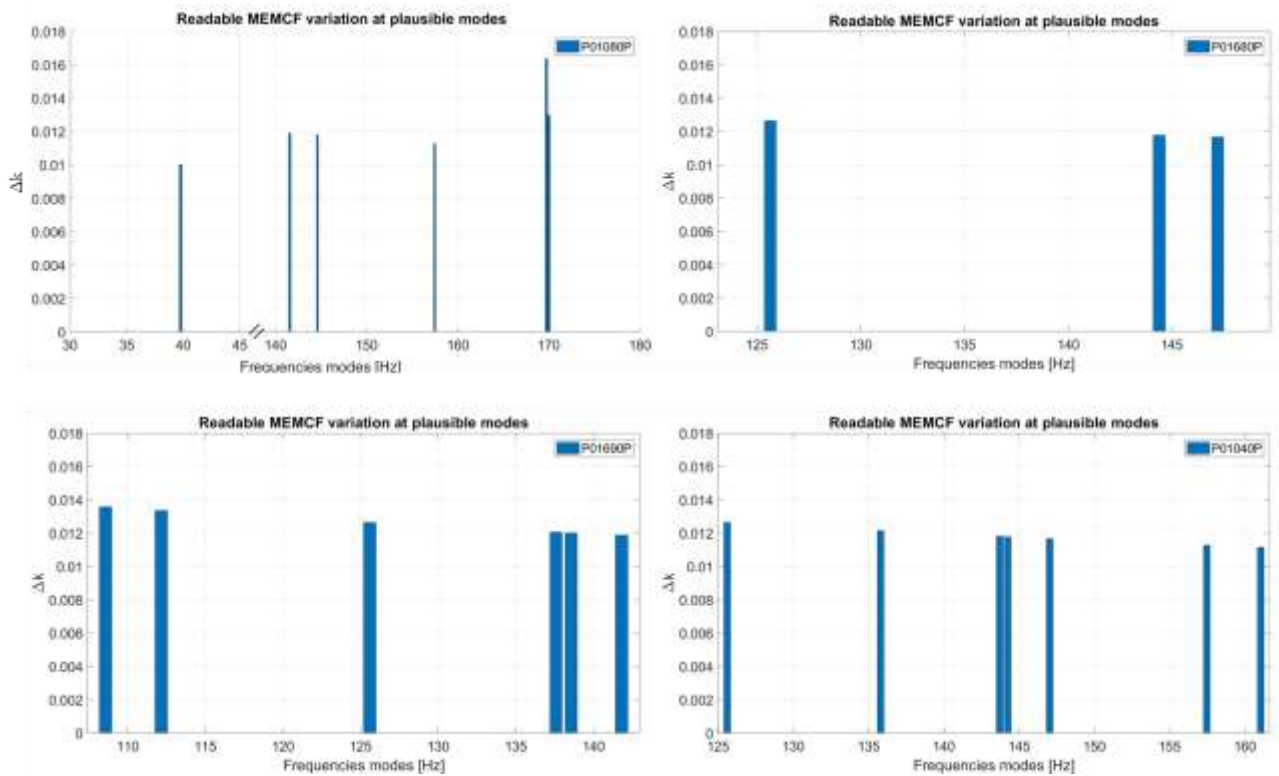 Readable MEMCF variation at plausible modes
P01080P
0.018
0.016
0.014
0.012
0.01
0.008
0.006
0.004
0.002
0
Δk
30 35 40 45 140 150 160 170 180
Frequencies modes [Hz]
Readable MEMCF variation at plausible modes
P01680P
0.018
0.016
0.014
0.012
0.01
0.008
0.006
0.004
0.002
0
Δk
125 130 135 140 145
Frequencies modes [Hz]
Readable MEMCF variation at plausible modes
P01690P
0.018
0.016
0.014
0.012
0.01
0.008
0.006
0.004
0.002
0
Δk
110 115 120 125 130 135 140
Frequencies modes [Hz]
Readable MEMCF variation at plausible modes
P01040P
0.018
0.016
0.014
0.012
0.01
0.008
0.006
0.004
0.002
0
Δk
125 130 135 140 145 150 155 160
Frequencies modes [Hz]